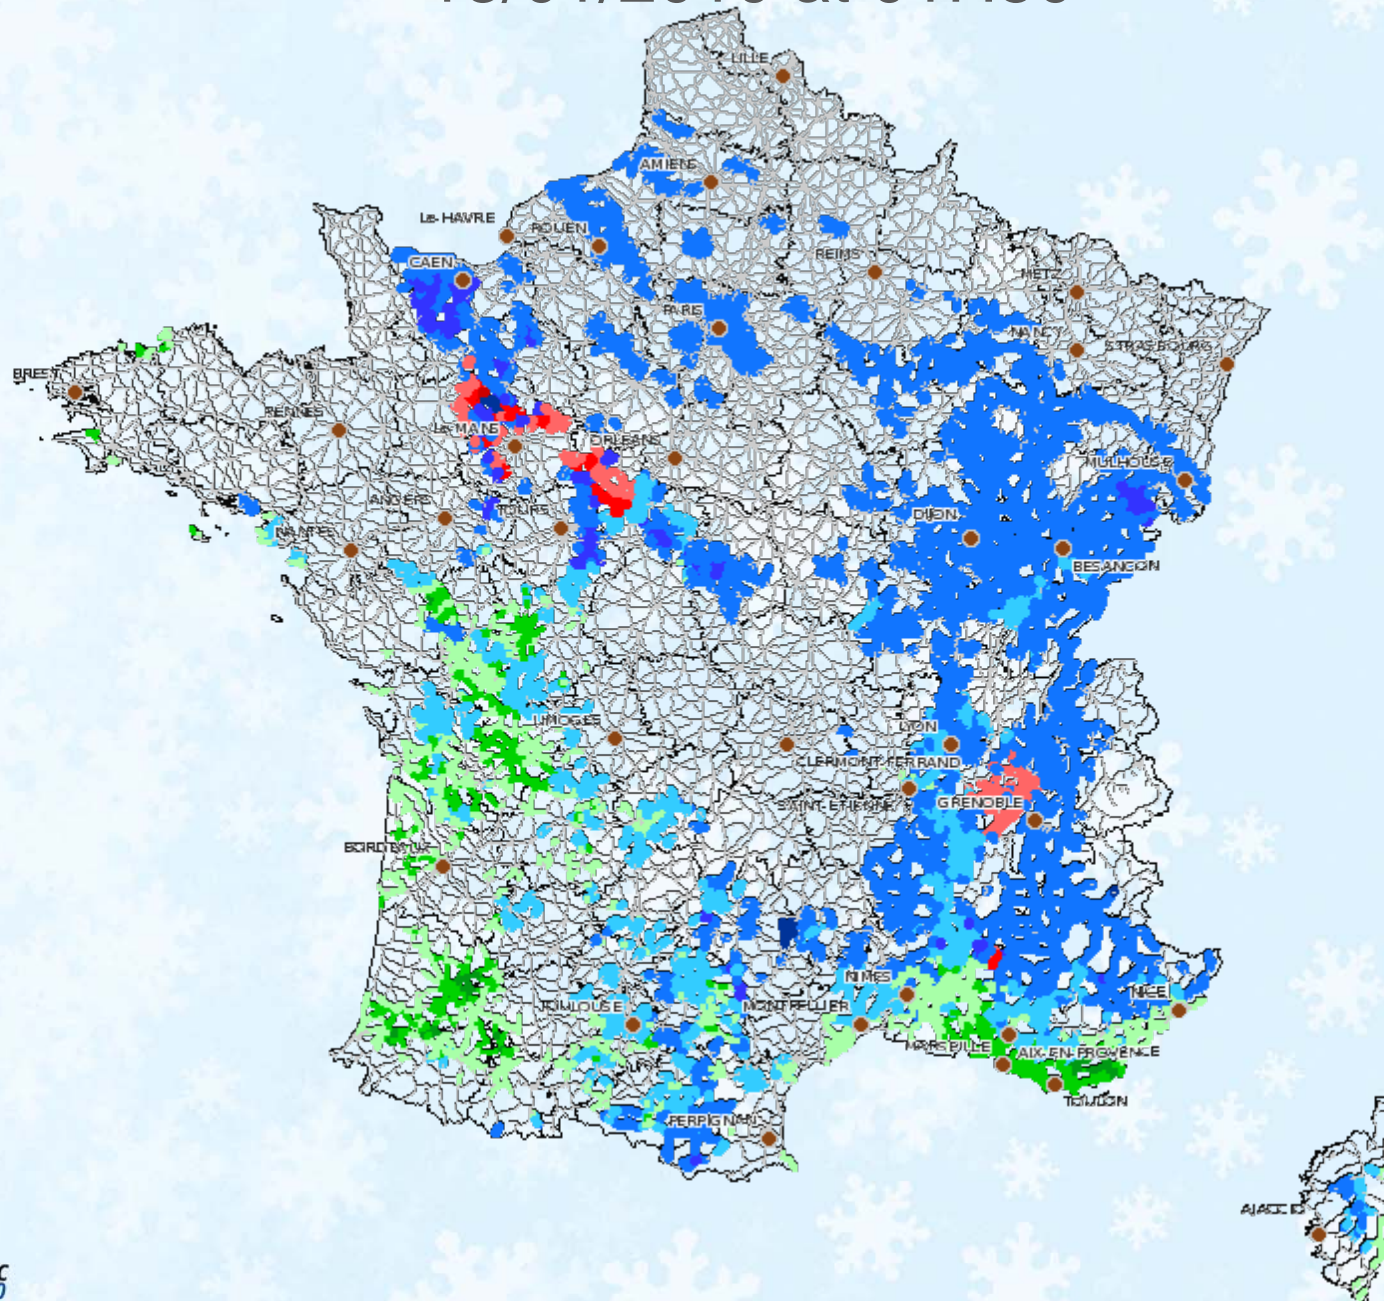 LILLE
AMIENS
Le HAVRE
ROUEN
CAEN
REIMS
METZ
PARIS
NANCY
STRASBOURG
BREST
RENNES
Le MANS
ORLEANS
MULHOUSE
ANGERS
TOURS
DIJON
NANTES
BESANCON
LIMOGES
LYON
CLERMONT-FERRAND
SAINT-ETIENNE
GRENOBLE
BORDEAUX
NIMES
TOULOUSE
MONTPELLIER
NICE
MARSEILLE
AIX-EN-PROVENCE
TOULON
PERPIGNAN
AJACCIO